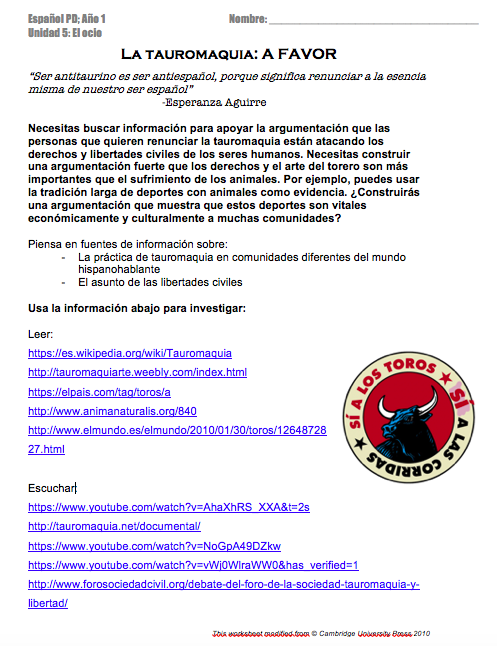 Español PD; Año 1
Nombre: ___________________________________
Unidad 5: El ocio
La tauromaquia: A FAVOR
“Ser antitaurino es ser antiespañol, porque significa renunciar a la esencia
misma de nuestro ser español”
-Esperanza Aguirre
Necesitas buscar información para apoyar la argumentación que las
personas que quieren renunciar la tauromaquia están atacando los
derechos y libertades civiles de los seres humanos. Necesitas construir
una argumentación fuerte que los derechos y el arte del torero son más
importantes que el sufrimiento de los animales. Por ejemplo, puedes usar
la tradición larga de deportes con animales como evidencia. ¿Construirás
una argumentación que muestra que estos deportes son vitales
económicamente y culturalmente a muchas comunidades?
Piensa en fuentes de información sobre:
- La práctica de tauromaquia en comunidades diferentes del mundo
hispanohablante
- El asunto de las libertades civiles
Usa la información abajo para investigar:
Leer:
https://es.wikipedia.org/wiki/Tauromaquia
http://tauromaquiarte.weebly.com/index.html
https://elpais.com/tag/toros/a
http://www.animanaturalis.org/840
http://www.elmundo.es/elmundo/2010/01/30/toros/12648728
27.html
SÍ A LOS TOROS ★ SÍ A LAS CORRIDAS ★
Escuchar
https://www.youtube.com/watch?v=AhaXhRS_XXA&t=2s
http://tauromaquia.net/documental/
https://www.youtube.com/watch?v=NoGpA49DZkw
https://www.youtube.com/watch?v=vWj0WIraWW0&has_verified=1
http://www.forosociedadcivil.org/debate-del-foro-de-la-sociedad-tauromaquia-y-
libertad/
This worksheet modified from © Cambridge University Press 2010